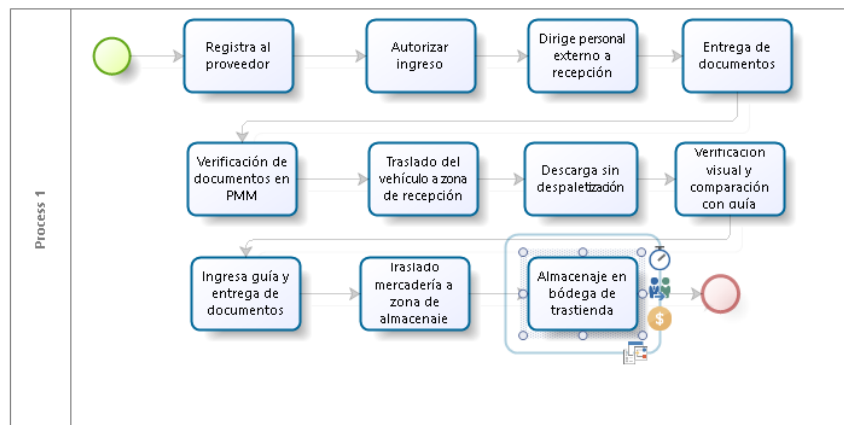 Process 1
Registra al
proveedor
Autorizar
ingreso
Dirige personal
externo a
recepción
Entrega de
documentos
Verificación de
documentos en
PMM
Traslado del
vehículo a zona
de recepción
Descarga sin
despaletización
Verificación
visual y
comparación
con guía
Ingresa guía y
entrega de
documentos
Traslado
mercadería a
zona de
almacenaje
Almacenaje en
bódega de
trastienda
$